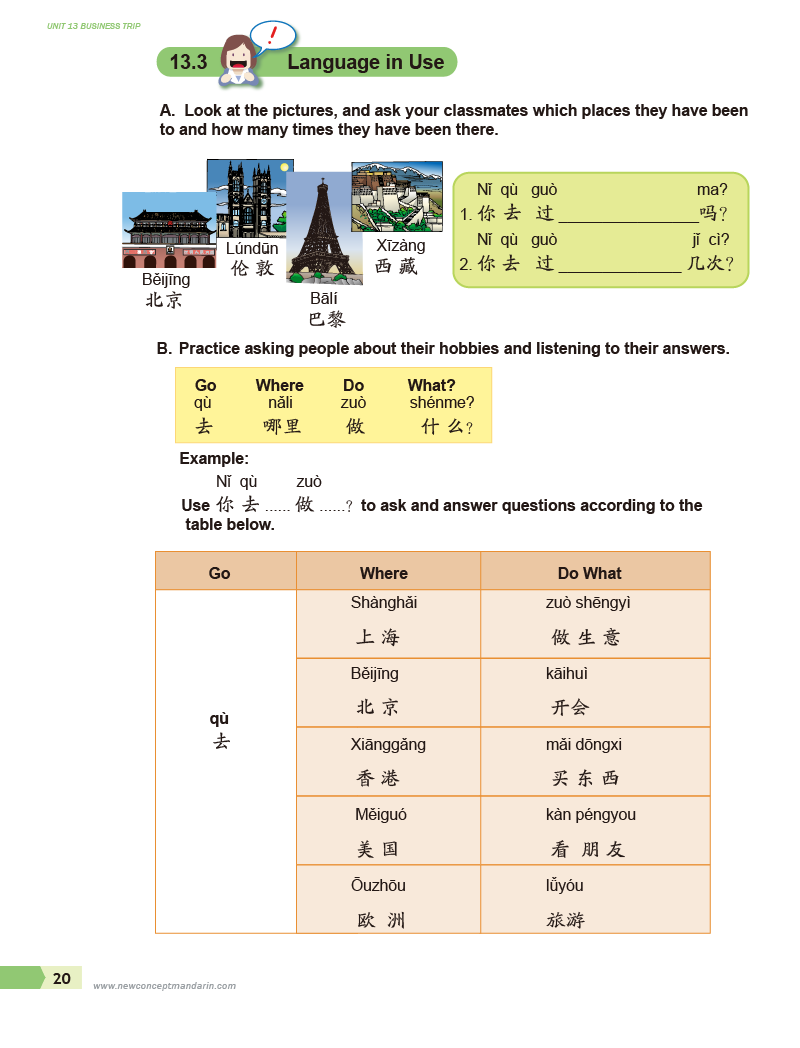 UNIT 13 BUSINESS TRIP
!
13.3 Language in Use
A. Look at the pictures, and ask your classmates which places they have been
to and how many times they have been there.
Běijīng
北京
Lúndūn
伦敦
Bālí
巴黎
Xīzàng
西藏
Nǐ qù guò ma?
1. 你去过 ________________吗?
Nǐ qù guò jǐ cì?
2. 你去过 ______________ 几次?
B. Practice asking people about their hobbies and listening to their answers.
Go Where Do What?
qù nǎli zuò shénme?
去 哪里 做 什么?
Example:
Nǐ qù zuò
Use 你去 ...... 做 ......? to ask and answer questions according to the
table below.
Go Where Do What
qù
去
Shànghǎi zuò shēngyì
上海 做生意
Běijīng kāihuì
北京 开会
Xiānggǎng mǎi dōngxi
香港 买东西
Měiguó kàn péngyou
美国 看朋友
Ōuzhōu lǚyóu
欧洲 旅游
20
www.newconceptmandarin.com